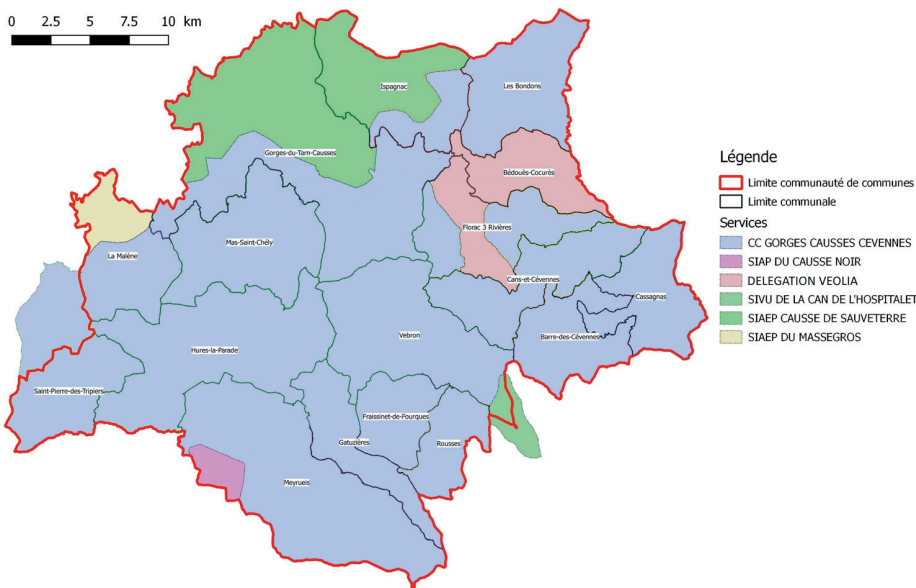 0 2.5 5 7.5 10 km
Ispagnac
Les Bondons
Gorges-du-Tarn-Causses
Bédouès-Cocurès
Florac 3 Rivières
Mas-Saint-Chély
La Malène
Cans-et-Cévennes
Cassagnas
Vebron
Barre-des-Cévennes
Hures-la-Parade
Saint-Pierre-des-Tripiers
Fraissinet-de-Fourques
Gatuzières
Rousses
Meyrueis
Légende
Limite communauté de communes
Limite communale
Services
CC GORGES CAUSSES CEVENNES
SIAP DU CAUSSE NOIR
DELEGATION VEOLIA
SIVU DE LA CAN DE L'HOSPITALET
SIAEP CAUSSE DE SAUVETERRE
SIAEP DU MASSEGROS